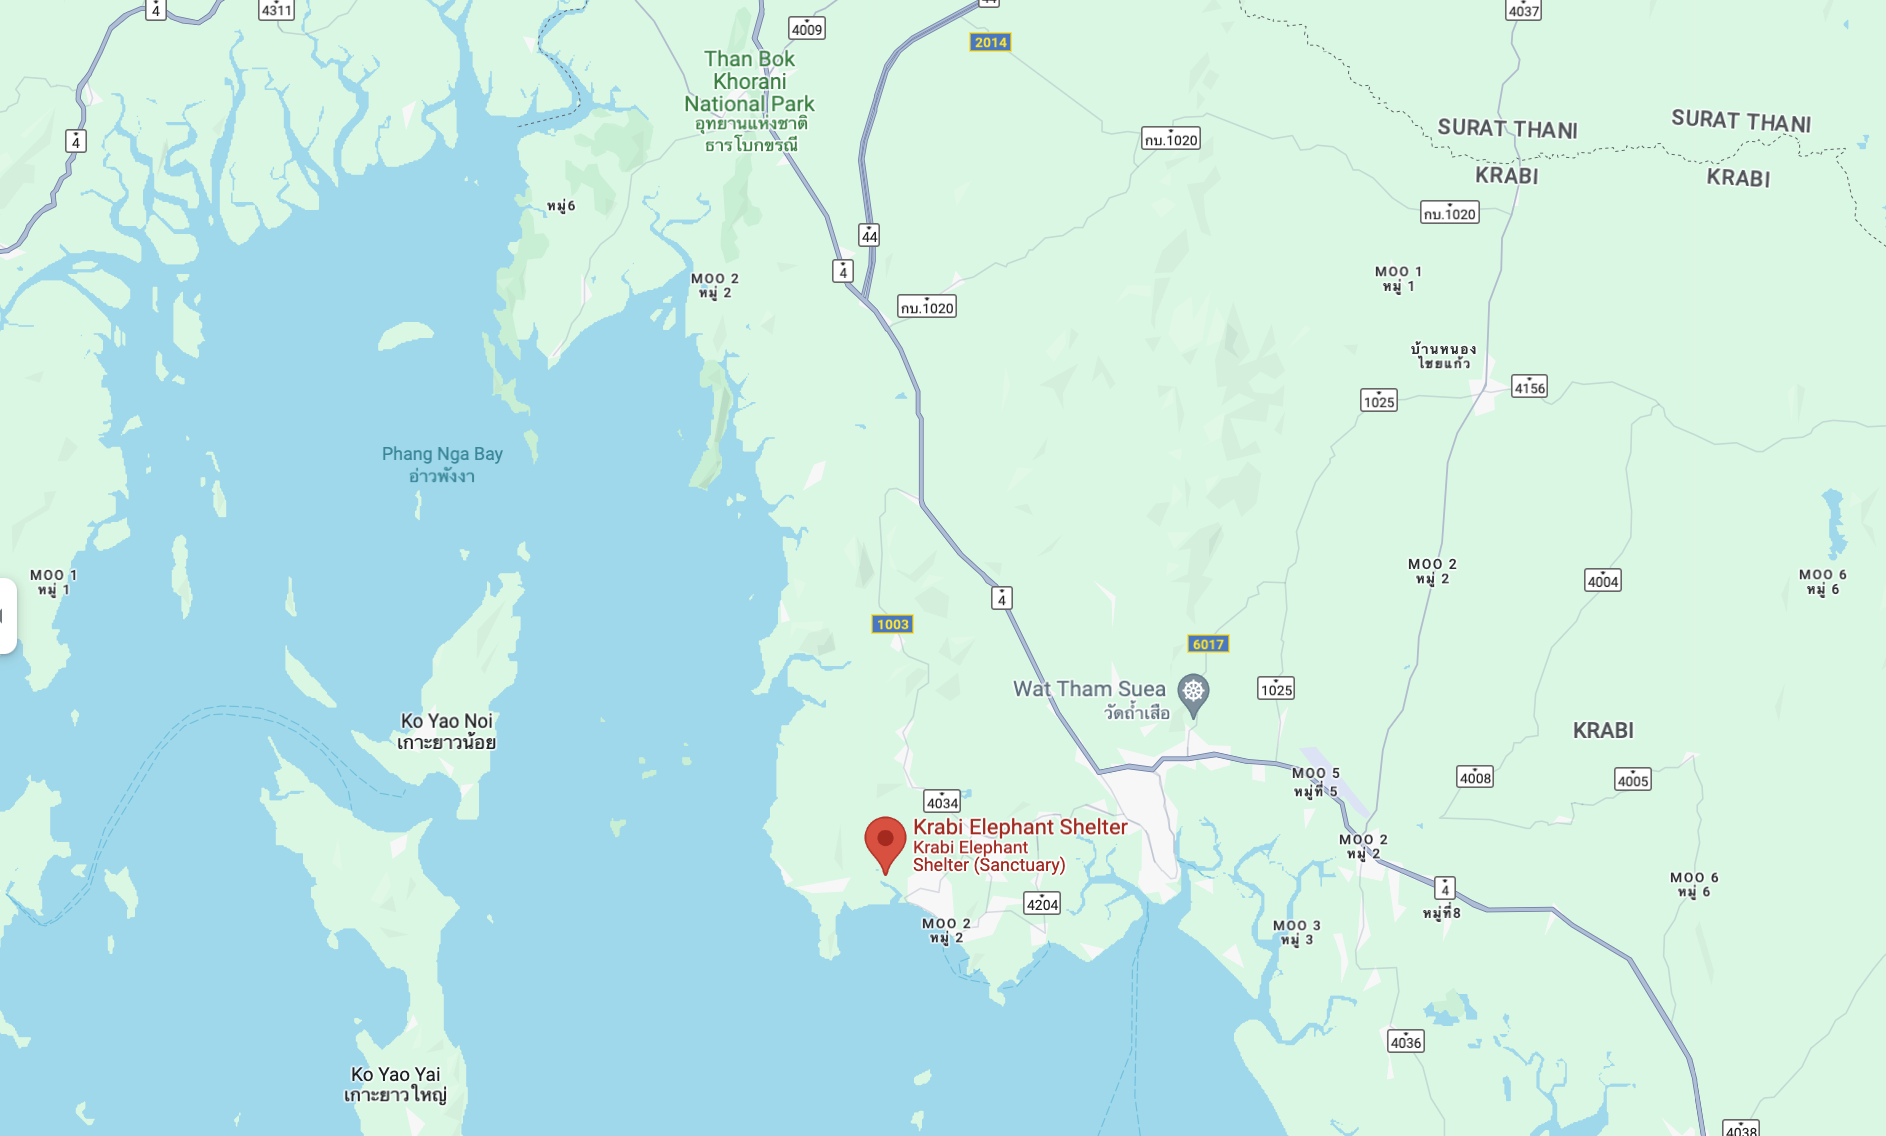 4
4311
4009
44
4037
2014
Than Bok
Khorani
National Park
อุทยานแห่งชาติ
ธารโบกขรณี
SURAT THANI
SURAT THANI
4
กบ.1020
KRABI
KRABI
หมู่6
กบ.1020
44
4
MOO 2
หมู่ 2
MOO 1
หมู่ 1
กบ.1020
บ้านหนอง
ไชยแก้ว
4156
1025
Phang Nga Bay
อ่าวพังงา
MOO 1
หมู่ 1
MOO 2
หมู่ 2
4004
MOO 6
หมู่ 6
4
1003
6017
Wat Tham Suea
วัดถ้ำเสือ
1025
Ko Yao Noi
เกาะยาวน้อย
KRABI
MOO 5
หมู่ที่ 5
4008
4005
4034
Krabi Elephant Shelter
Krabi Elephant
Shelter (Sanctuary)
MOO 2
หมู่ 2
4
หมู่ที่8
MOO 6
หมู่ 6
4204
MOO 2
หมู่ 2
MOO 3
หมู่ 3
4036
Ko Yao Yai
เกาะยาวใหญ่
4038